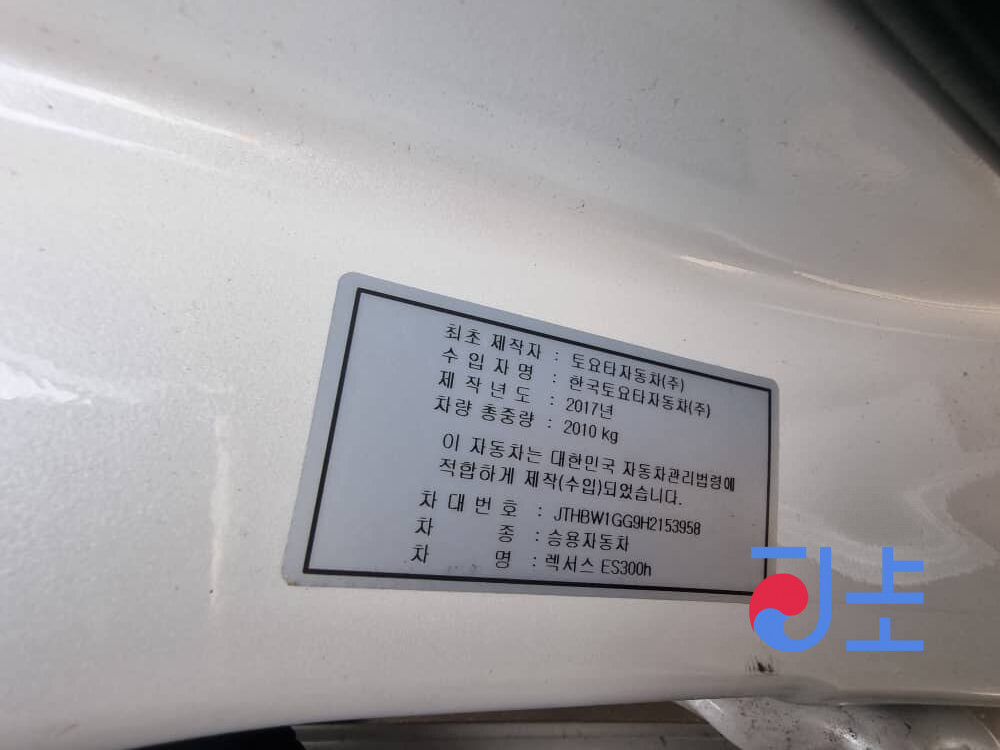 최초 제작자 : 토요타자동차(주)
수 입 자 명 : 한국토요타자동차(주)
제 작 년 도 : 2017년
차량 총중량 : 2010 kg
이 자동차는 대한민국 자동차관리법령에
적합하게 제작(수입)되었습니다.
차 대 번 호 : JTHBW1GG9H2153958
차 종 : 승용자동차
차 명 : 렉서스 ES300h